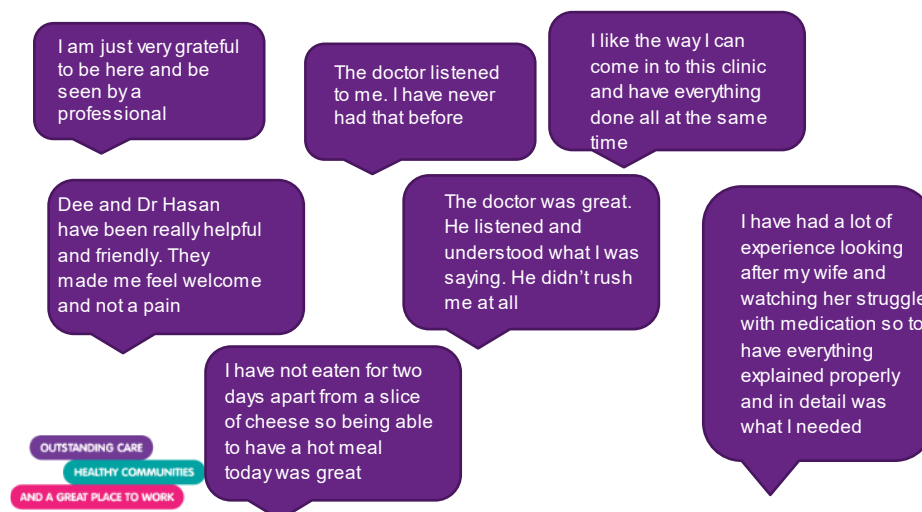 I am just very grateful
to be here and be
seen by a
professional
The doctor listened
to me. I have never
had that before
I like the way I can
come in to this clinic
and have everything
done all at the same
time
Dee and Dr Hasan
have been really helpful
and friendly. They
made me feel welcome
and not a pain
The doctor was great.
He listened and
understood what I was
saying. He didn’t rush
me at all
I have had a lot of
experience looking
after my wife and
watching her struggle
with medication so to
have everything
explained properly
and in detail was
what I needed
I have not eaten for two
days apart from a slice
of cheese so being able
to have a hot meal
today was great
OUTSTANDING CARE
HEALTHY COMMUNITIES
AND A GREAT PLACE TO WORK